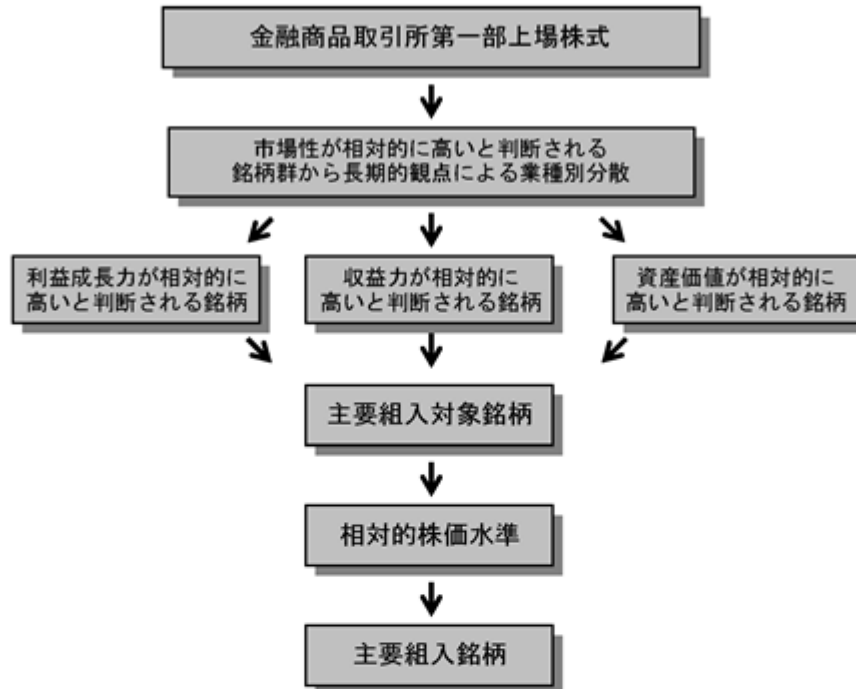 金融商品取引所第一部上場株式
市場性が相対的に高いと判断される
銘柄群から長期的観点による業種別分散
利益成長力が相対的に
高いと判断される銘柄
収益力が相対的に
高いと判断される銘柄
資産価値が相対的に
高いと判断される銘柄
主要組入対象銘柄
相対的株価水準
主要組入銘柄